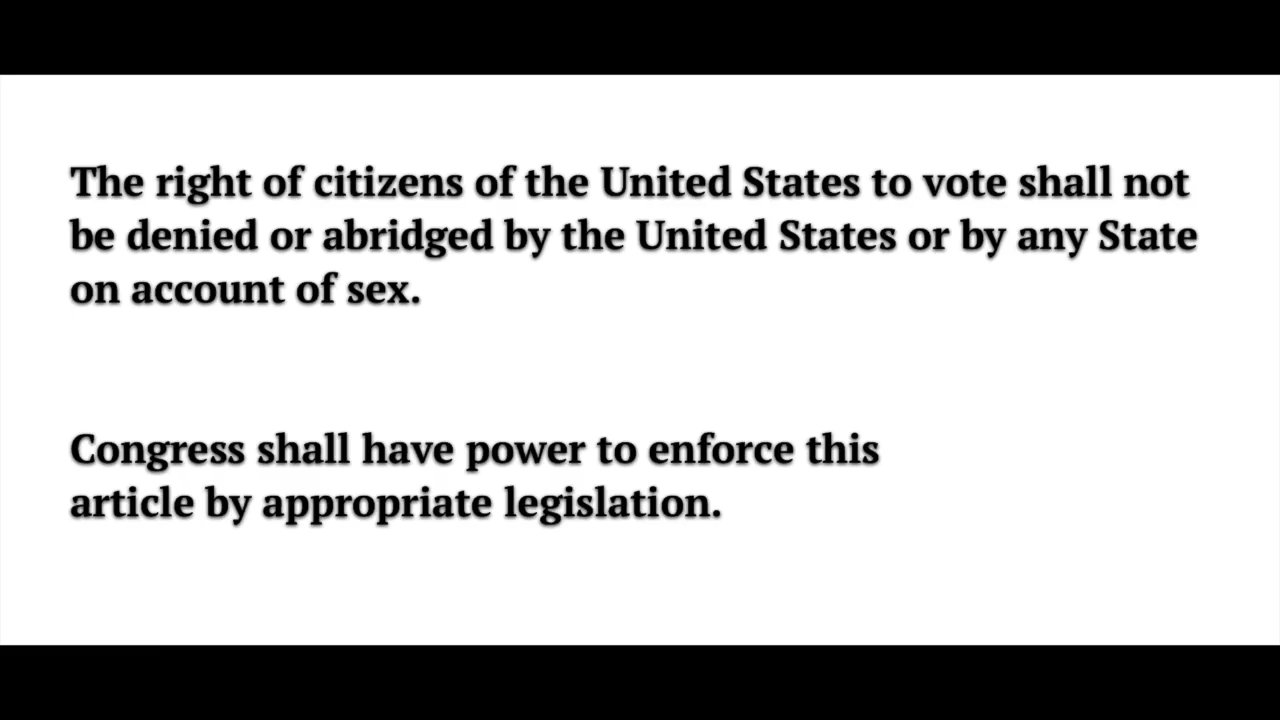 The right of citizens of the United States to vote shall not
be denied or abridged by the United States or by any State
on account of sex.
Congress shall have power to enforce this
article by appropriate legislation.